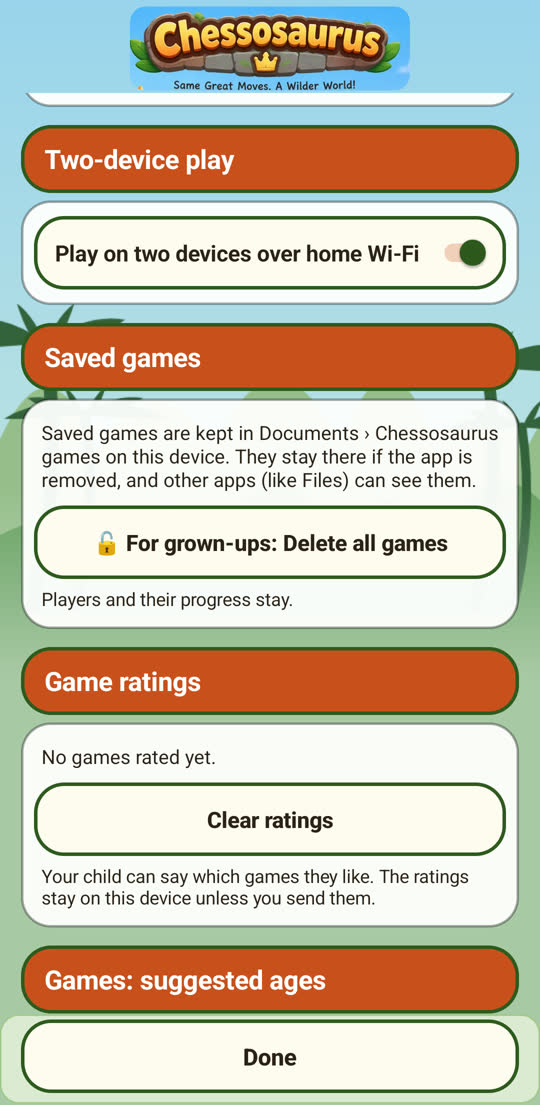 Chessosaurus
Same Great Moves. A Wilder World!
Two-device play
Play on two devices over home Wi-Fi
Saved games
Saved games are kept in Documents › Chessosaurus
games on this device. They stay there if the app is
removed, and other apps (like Files) can see them.
🔓 For grown-ups: Delete all games
Players and their progress stay.
Game ratings
No games rated yet.
Clear ratings
Your child can say which games they like. The ratings
stay on this device unless you send them.
Games: suggested ages
Done